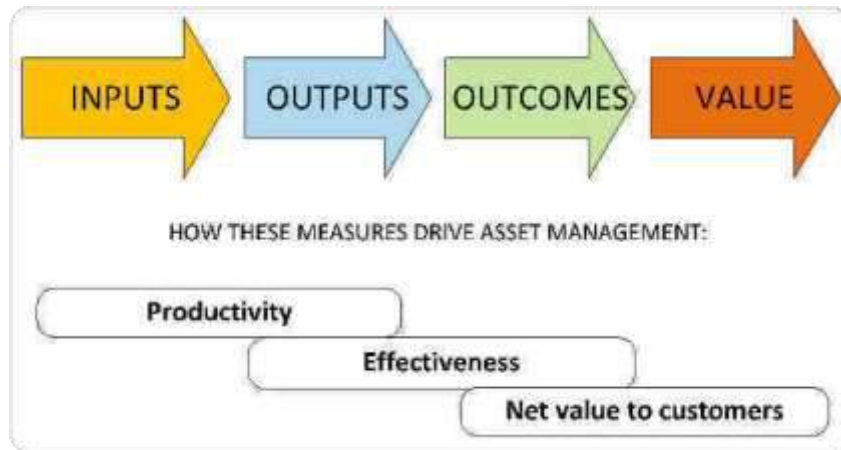 INPUTS
OUTPUTS
OUTCOMES
VALUE
HOW THESE MEASURES DRIVE ASSET MANAGEMENT:
Productivity
Effectiveness
Net value to customers